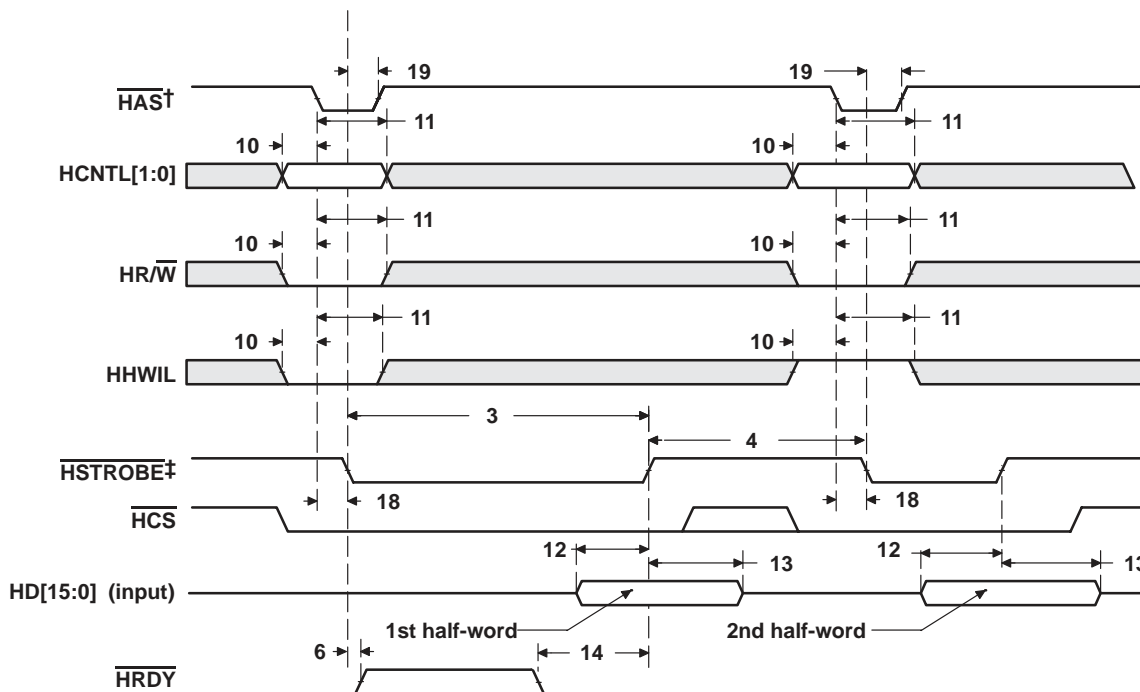 19 19
HAS†
11 11
10 10
HCNTL[1:0]
11 11
10 10
HR/W
11 11
10 10
HHWIL
3
4
HSTROBE‡
18 18
HCS
12 12
13 13
HD[15:0] (input)
1st half-word 2nd half-word
6 14
HRDY